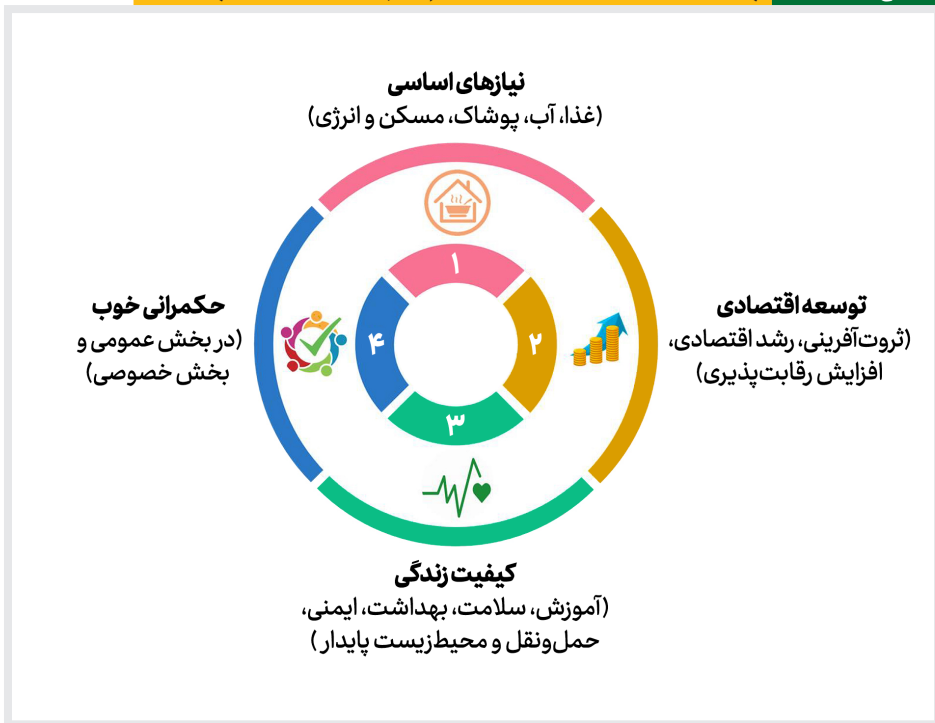 نیازهای اساسی
(غذا، آب، پوشاک، مسکن و انرژی)
۱
توسعه اقتصادی
(ثروت‌آفرینی، رشد اقتصادی،
افزایش رقابت‌پذیری)
۲
کیفیت زندگی
(آموزش، سلامت، بهداشت، ایمنی،
حمل‌ونقل و محیط‌زیست پایدار)
۳
حکمرانی خوب
(در بخش عمومی و
بخش خصوصی)
۴